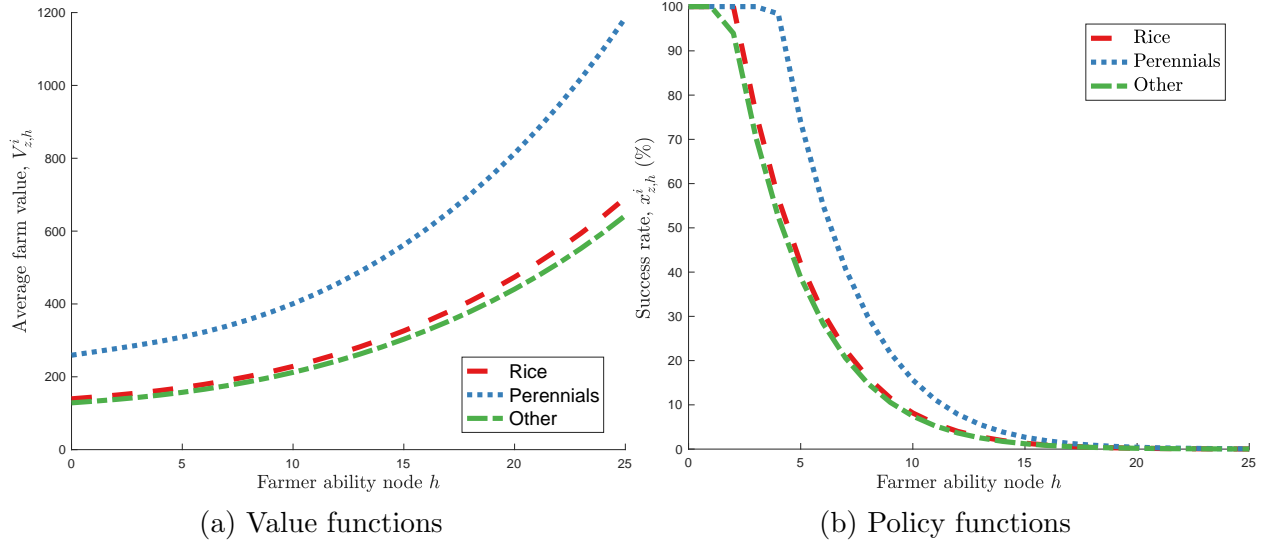 1200
1000
800
600
400
200
0
Average farm value, $V^i_{z,h}$
0 5 10 15 20 25
Farmer ability node $h$
Rice
Perennials
Other
(a) Value functions
100
90
80
70
60
50
40
30
20
10
0
Success rate, $x^i_{z,h}$ (%)
0 5 10 15 20 25
Farmer ability node $h$
Rice
Perennials
Other
(b) Policy functions